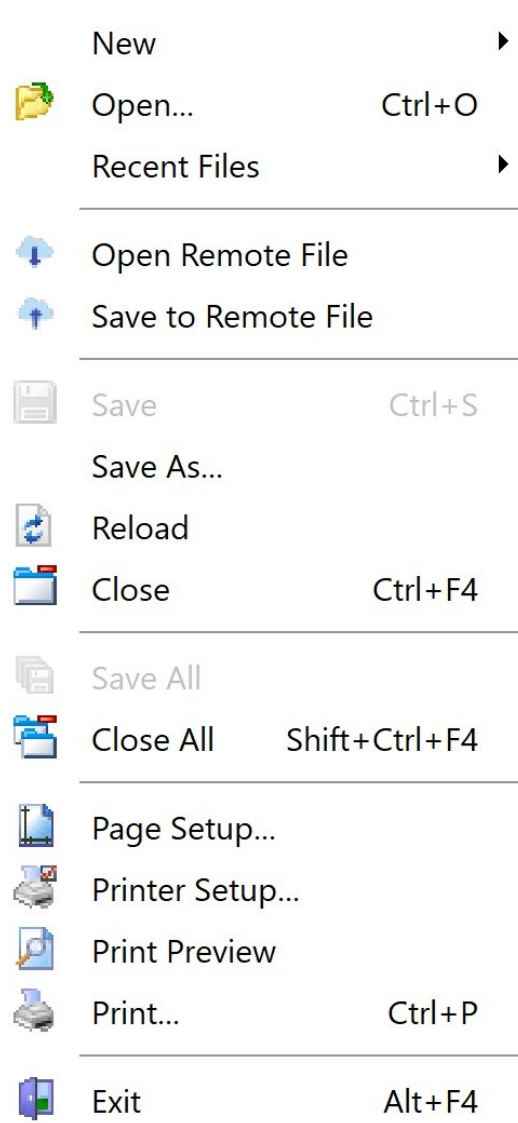 New
Open... Ctrl+O
Recent Files
Open Remote File
Save to Remote File
Save Ctrl+S
Save As...
Reload
Close Ctrl+F4
Save All
Close All Shift+Ctrl+F4
Page Setup...
Printer Setup...
Print Preview
Print... Ctrl+P
Exit Alt+F4